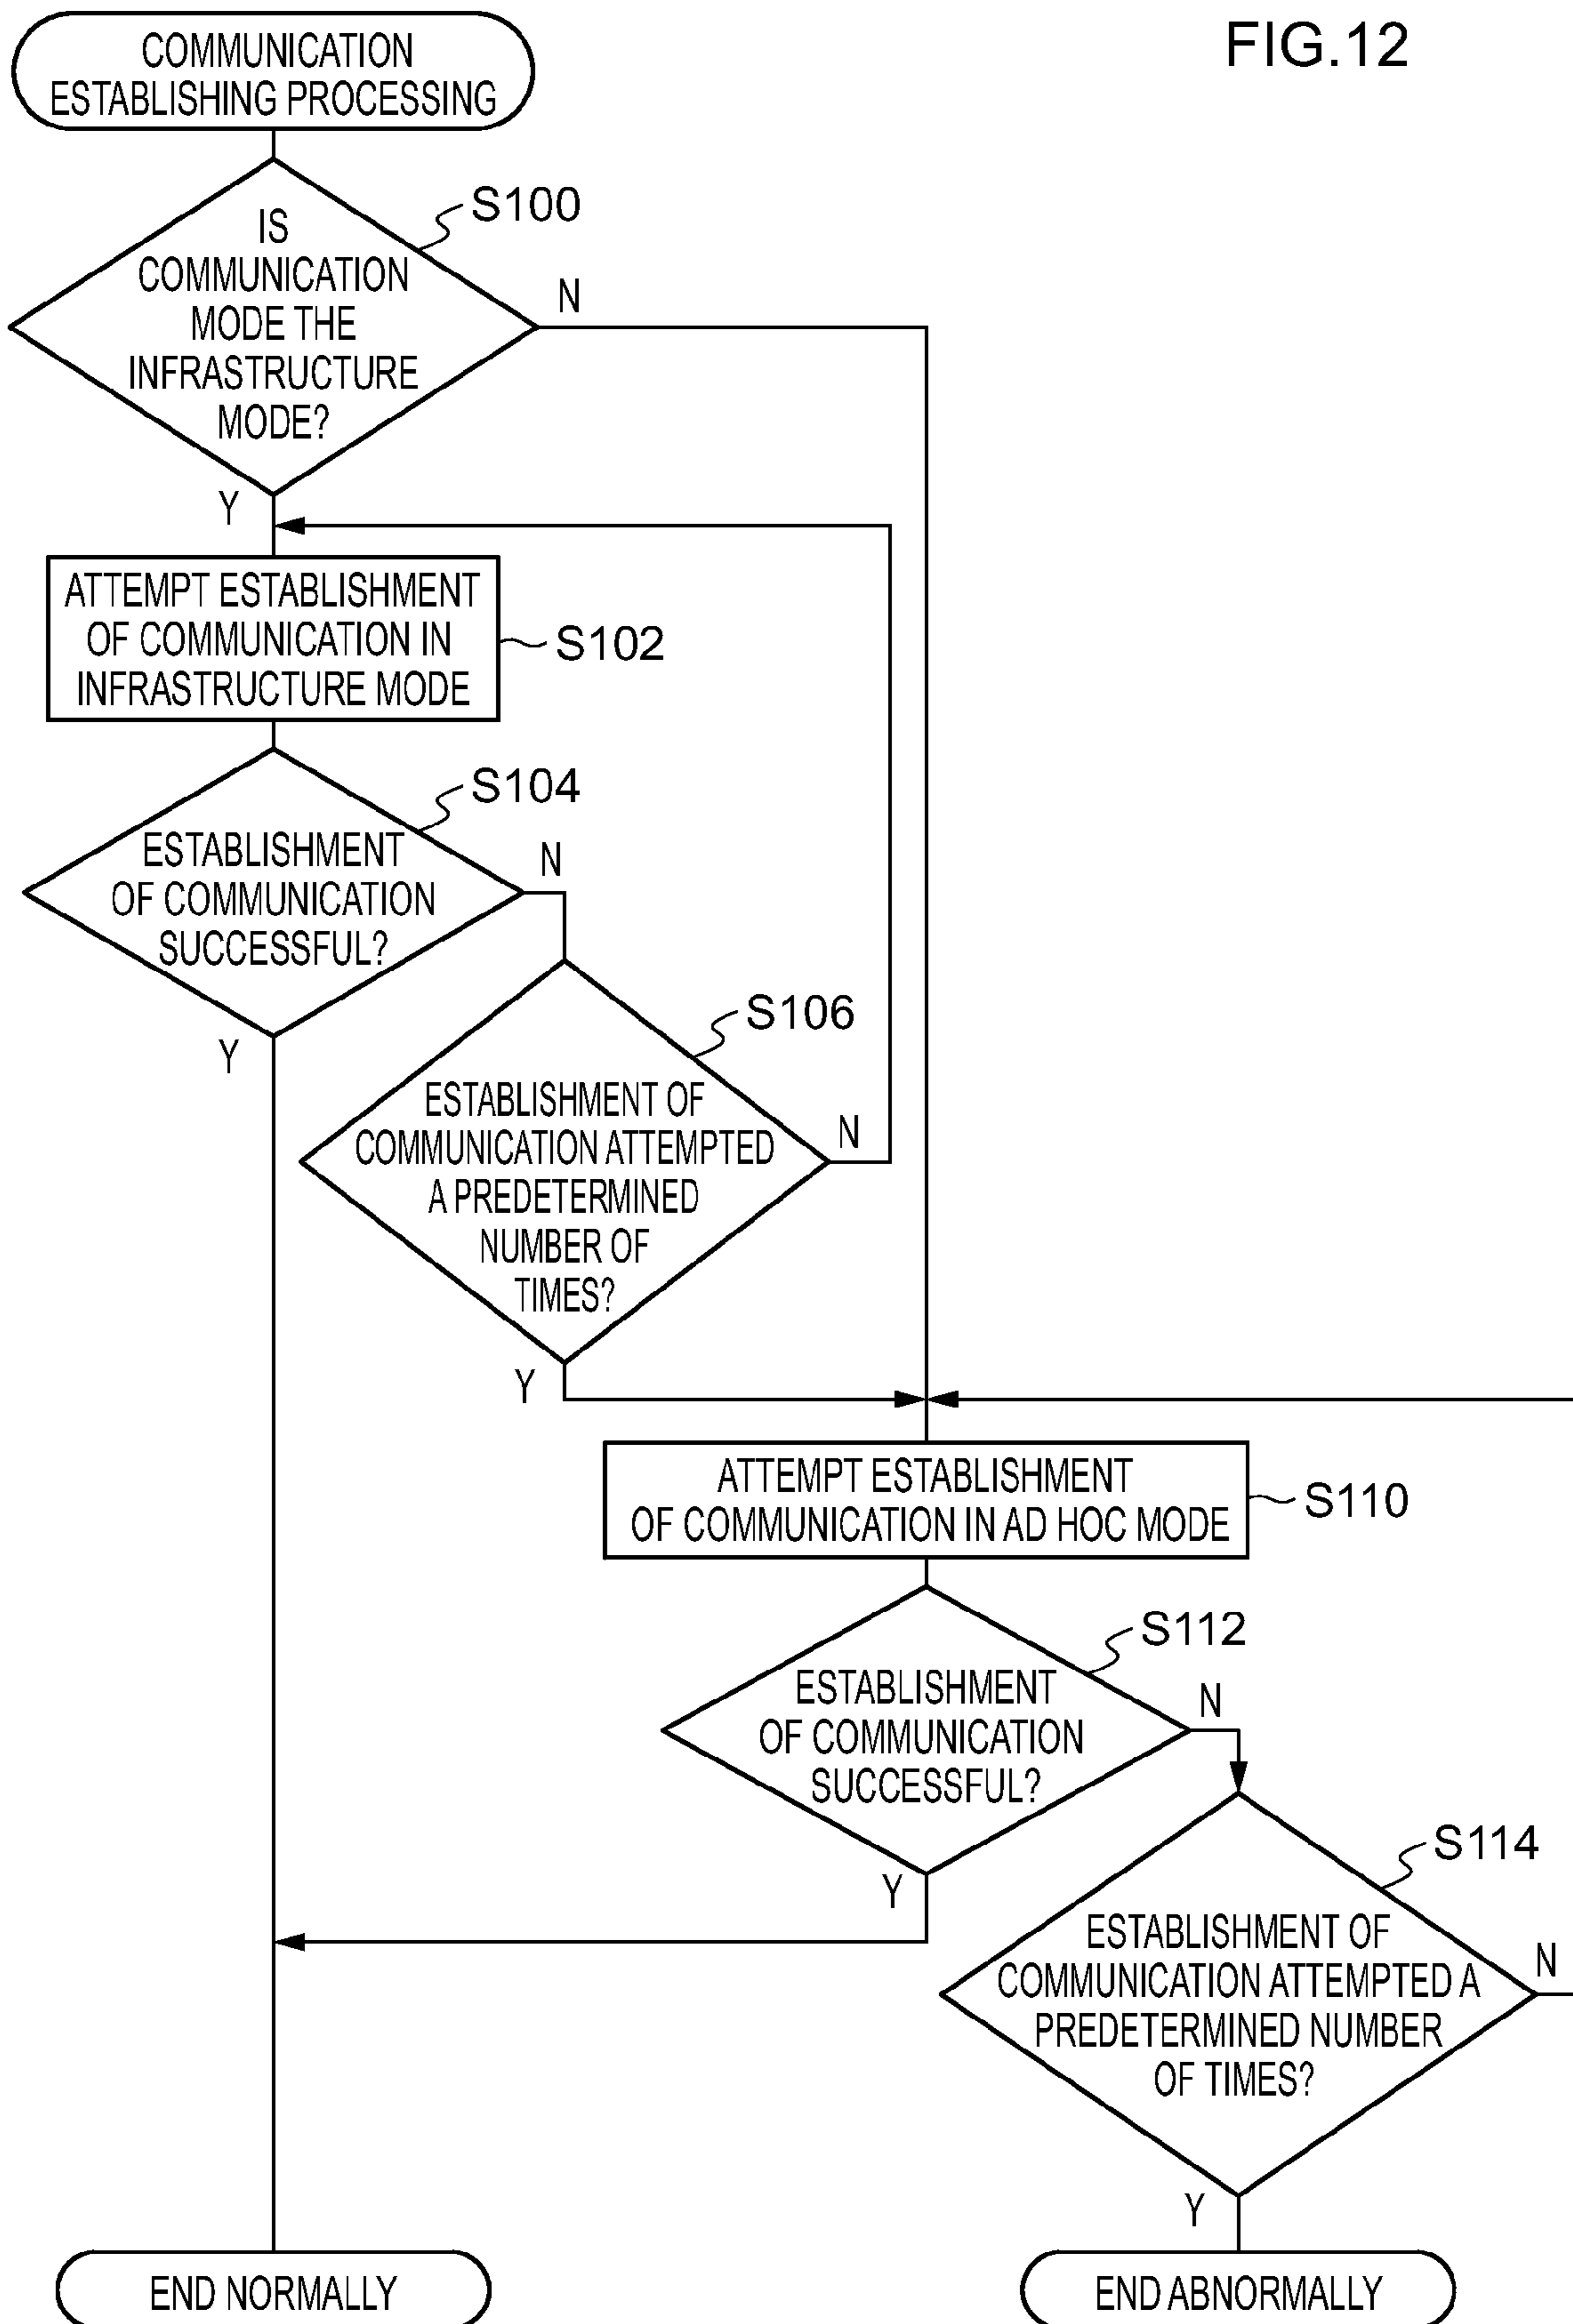 FIG.12
COMMUNICATION
ESTABLISHING PROCESSING
S100
IS
COMMUNICATION
MODE THE
INFRASTRUCTURE
MODE?
N
Y
ATTEMPT ESTABLISHMENT
OF COMMUNICATION IN
INFRASTRUCTURE MODE
S102
S104
ESTABLISHMENT
OF COMMUNICATION
SUCCESSFUL?
N
Y
S106
ESTABLISHMENT OF
COMMUNICATION ATTEMPTED
A PREDETERMINED
NUMBER OF
TIMES?
N
Y
ATTEMPT ESTABLISHMENT
OF COMMUNICATION IN AD HOC MODE
S110
S112
ESTABLISHMENT
OF COMMUNICATION
SUCCESSFUL?
N
Y
S114
ESTABLISHMENT OF
COMMUNICATION ATTEMPTED A
PREDETERMINED NUMBER
OF TIMES?
N
Y
END NORMALLY
END ABNORMALLY